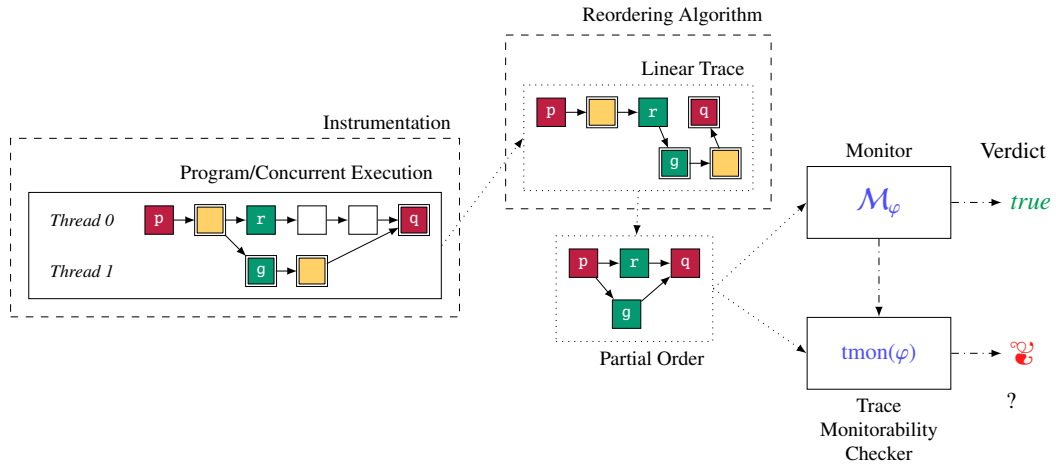 Reordering Algorithm
Linear Trace
p r q
g
Instrumentation
Program/Concurrent Execution
Thread 0 p r q
Thread 1 g
p r q
g
Partial Order
Monitor Verdict
ℳφ true
tmon(φ) ❦
?
Trace
Monitorability
Checker